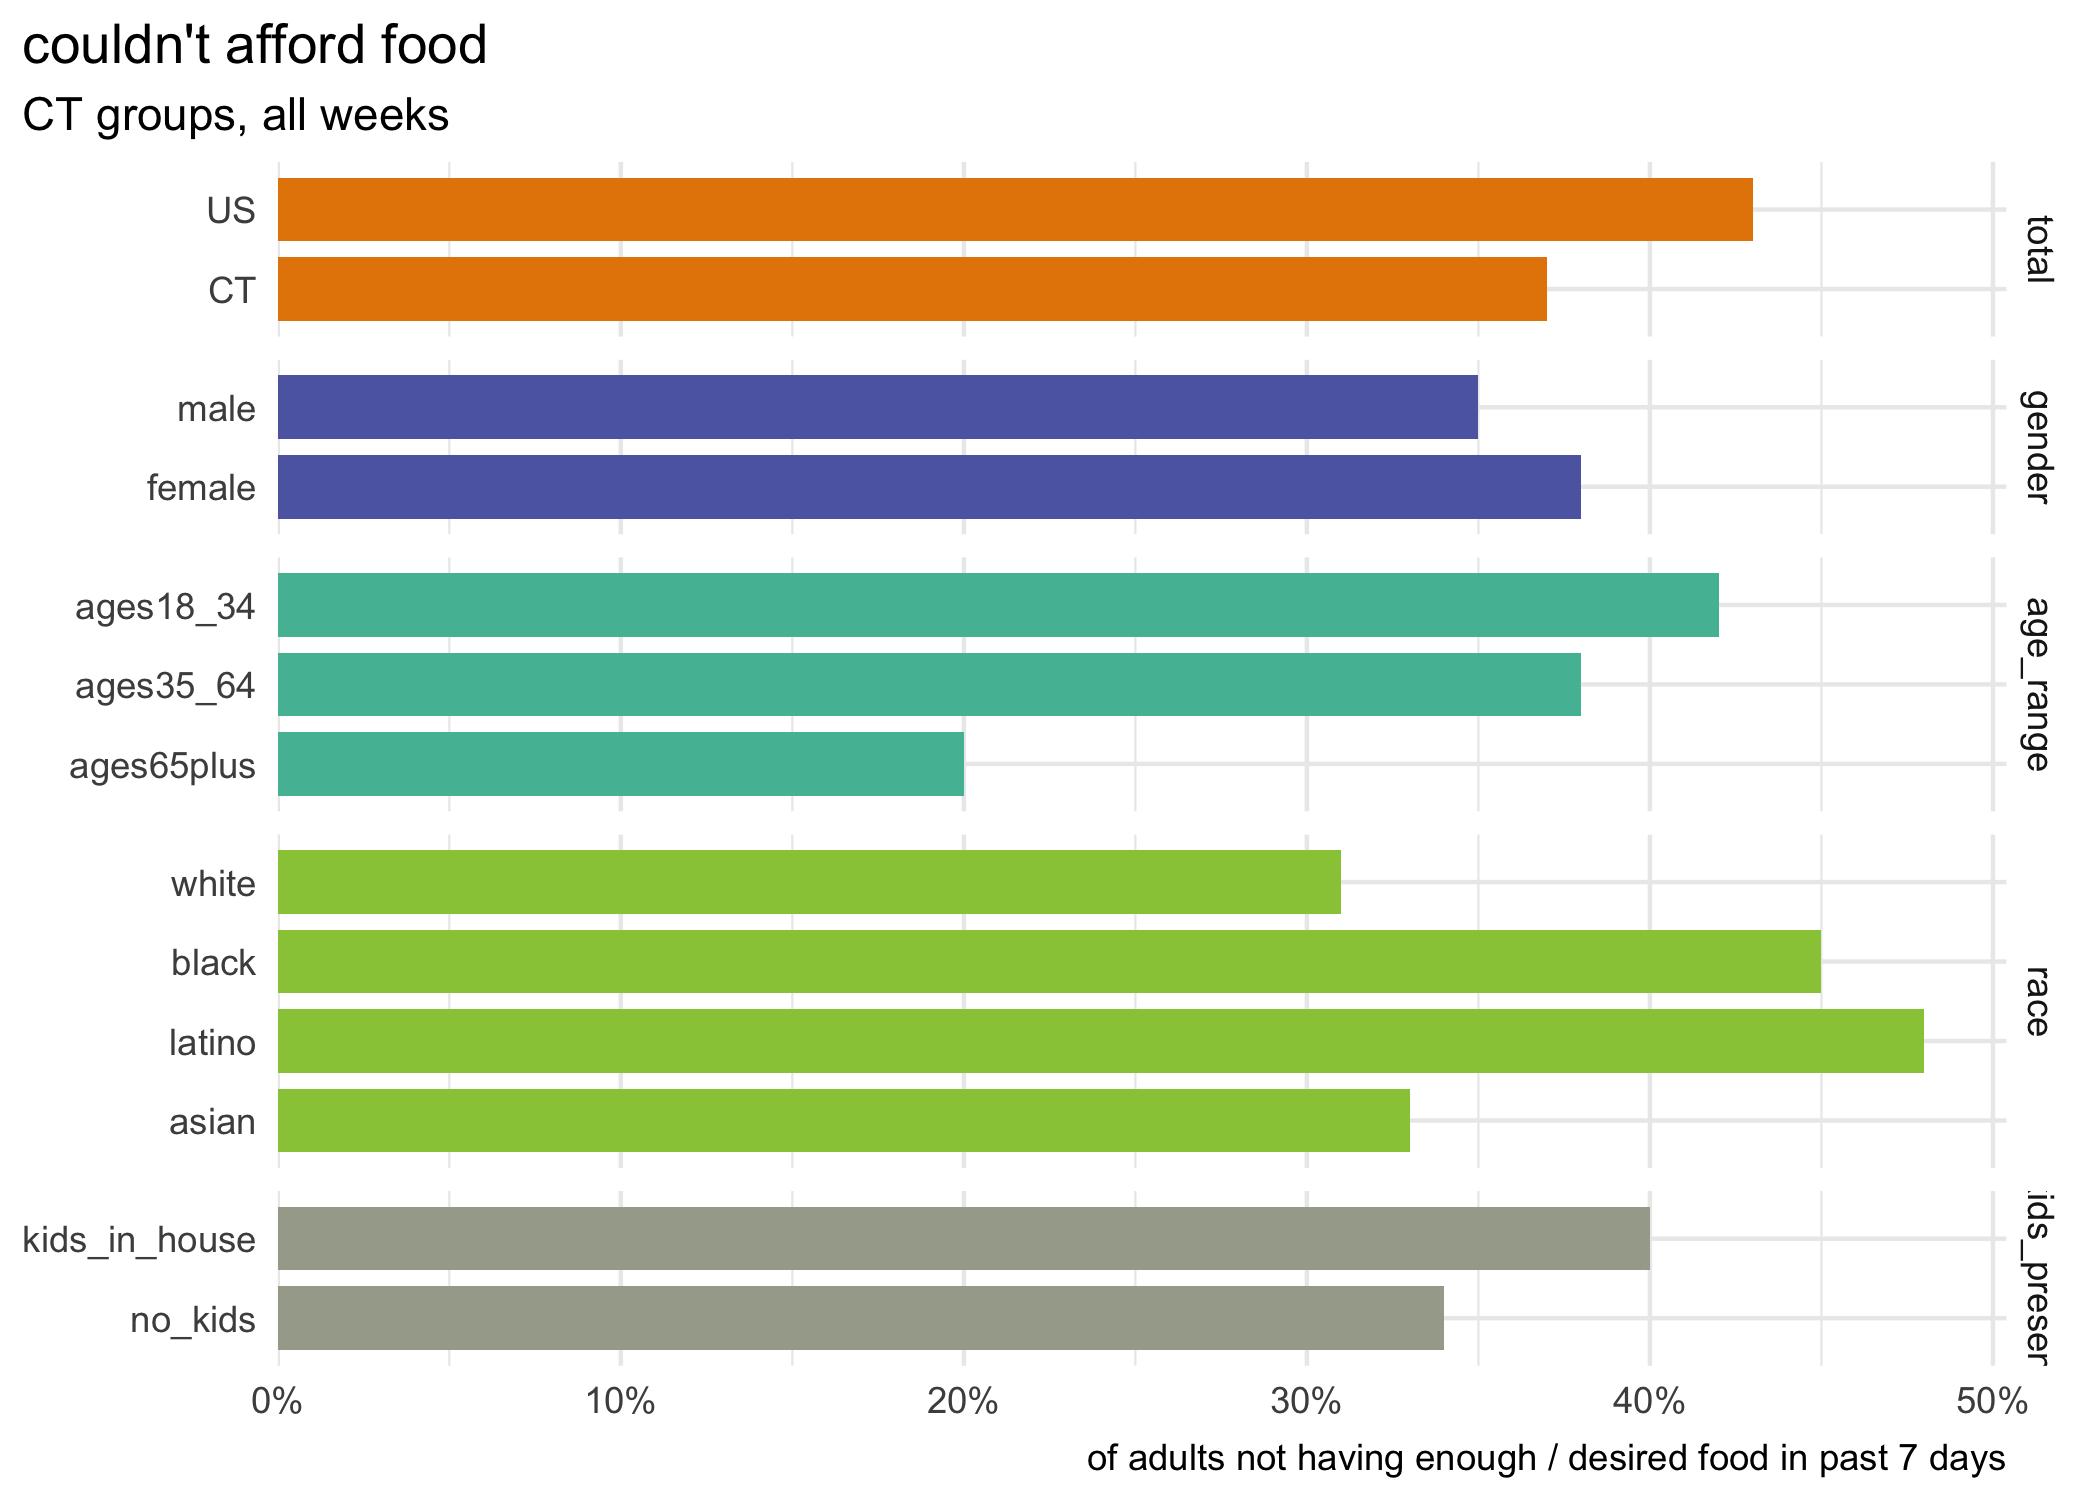 couldn't afford food
CT groups, all weeks
US
CT
total
male
female
gender
ages18_34
ages35_64
ages65plus
age_range
white
black
latino
asian
race
kids_in_house
no_kids
ids_preser
0% 10% 20% 30% 40% 50%
of adults not having enough / desired food in past 7 days